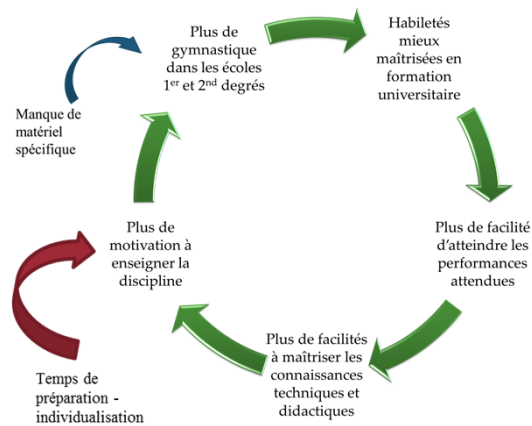 Plus de
gymnastique
dans les écoles
1er et 2nd degrés
Habiletés
mieux
maîtrisées en
formation
universitaire
Manque de
matériel
spécifique
Plus de
motivation à
enseigner la
discipline
Plus de facilité
d'atteindre les
performances
attendues
Plus de facilités
à maîtriser les
connaissances
techniques et
didactiques
Temps de
préparation -
individualisation